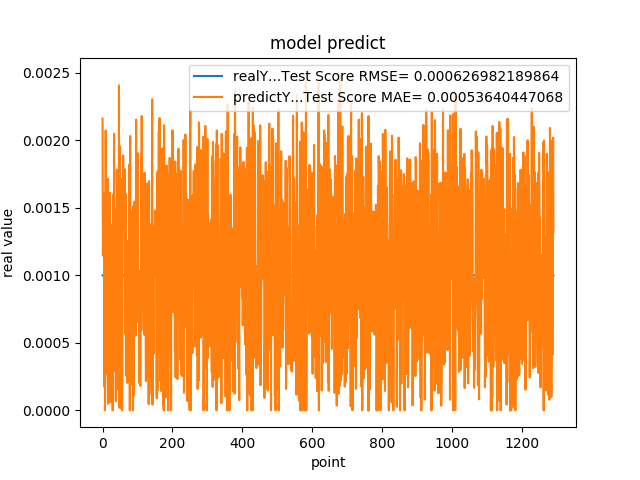 model predict
realY...Test Score RMSE= 0.000626982189864
predictY...Test Score MAE= 0.00053640447068
0.0025
0.0020
0.0015
0.0010
0.0005
0.0000
real value
0 200 400 600 800 1000 1200
point